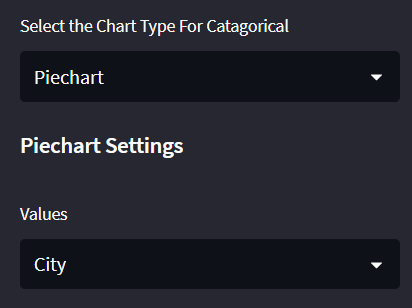 Select the Chart Type For Catagorical
Piechart
Piechart Settings
Values
City